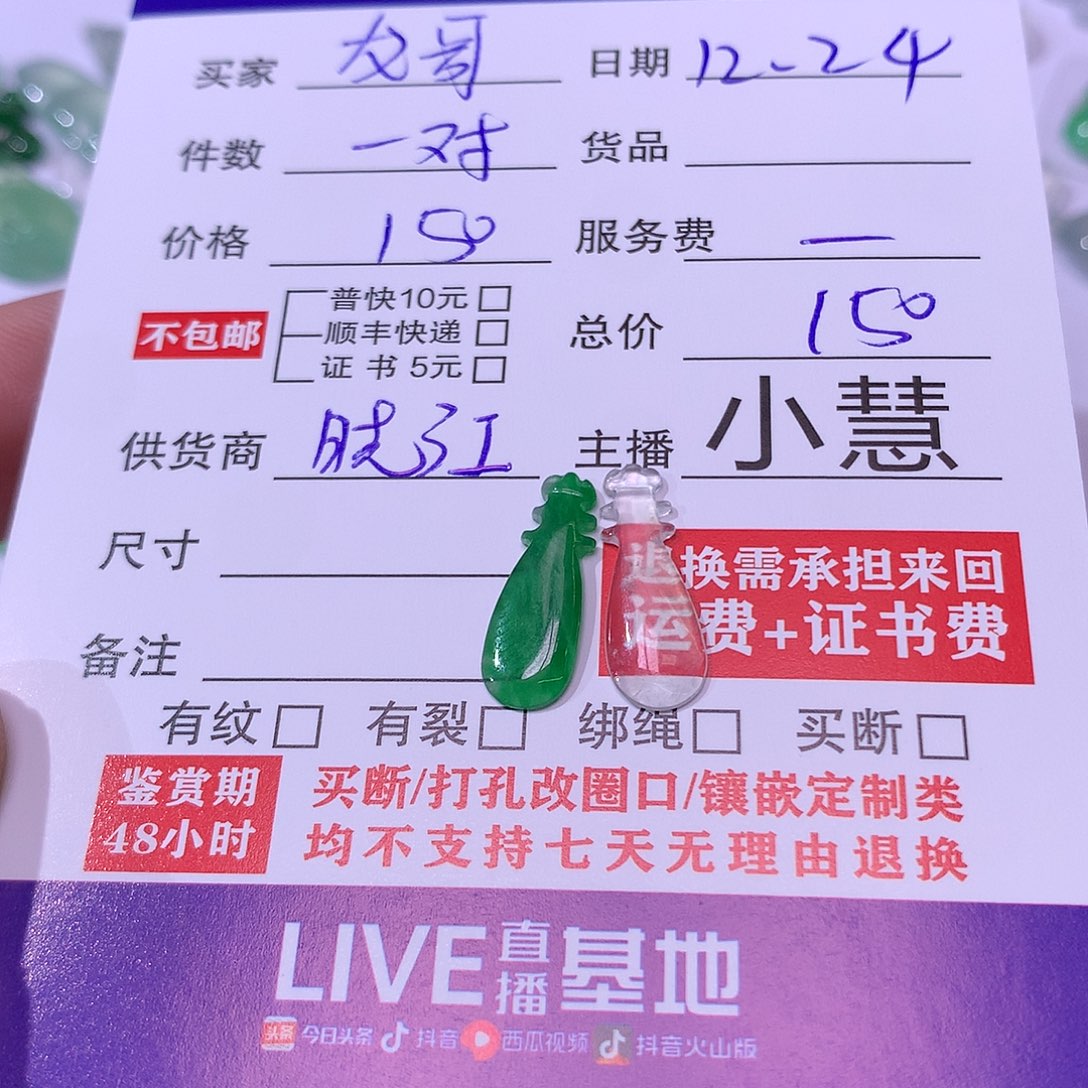 买家 友哥 日期 12-24
件数 一对 货品
价格 150 服务费 一
普快10元
不包邮 顺丰快递 总价 150
证书 5元
供货商 胱江 主播 小慧
尺寸
退换需承担来回
运费+证书费
备注
有纹 有裂 绑绳 买断
鉴赏期 买断/打孔改圈口/镶嵌定制类
48小时 均不支持七天无理由退换
LIVE 直播 基地
头条 今日头条 抖音 西瓜视频 抖音火山版